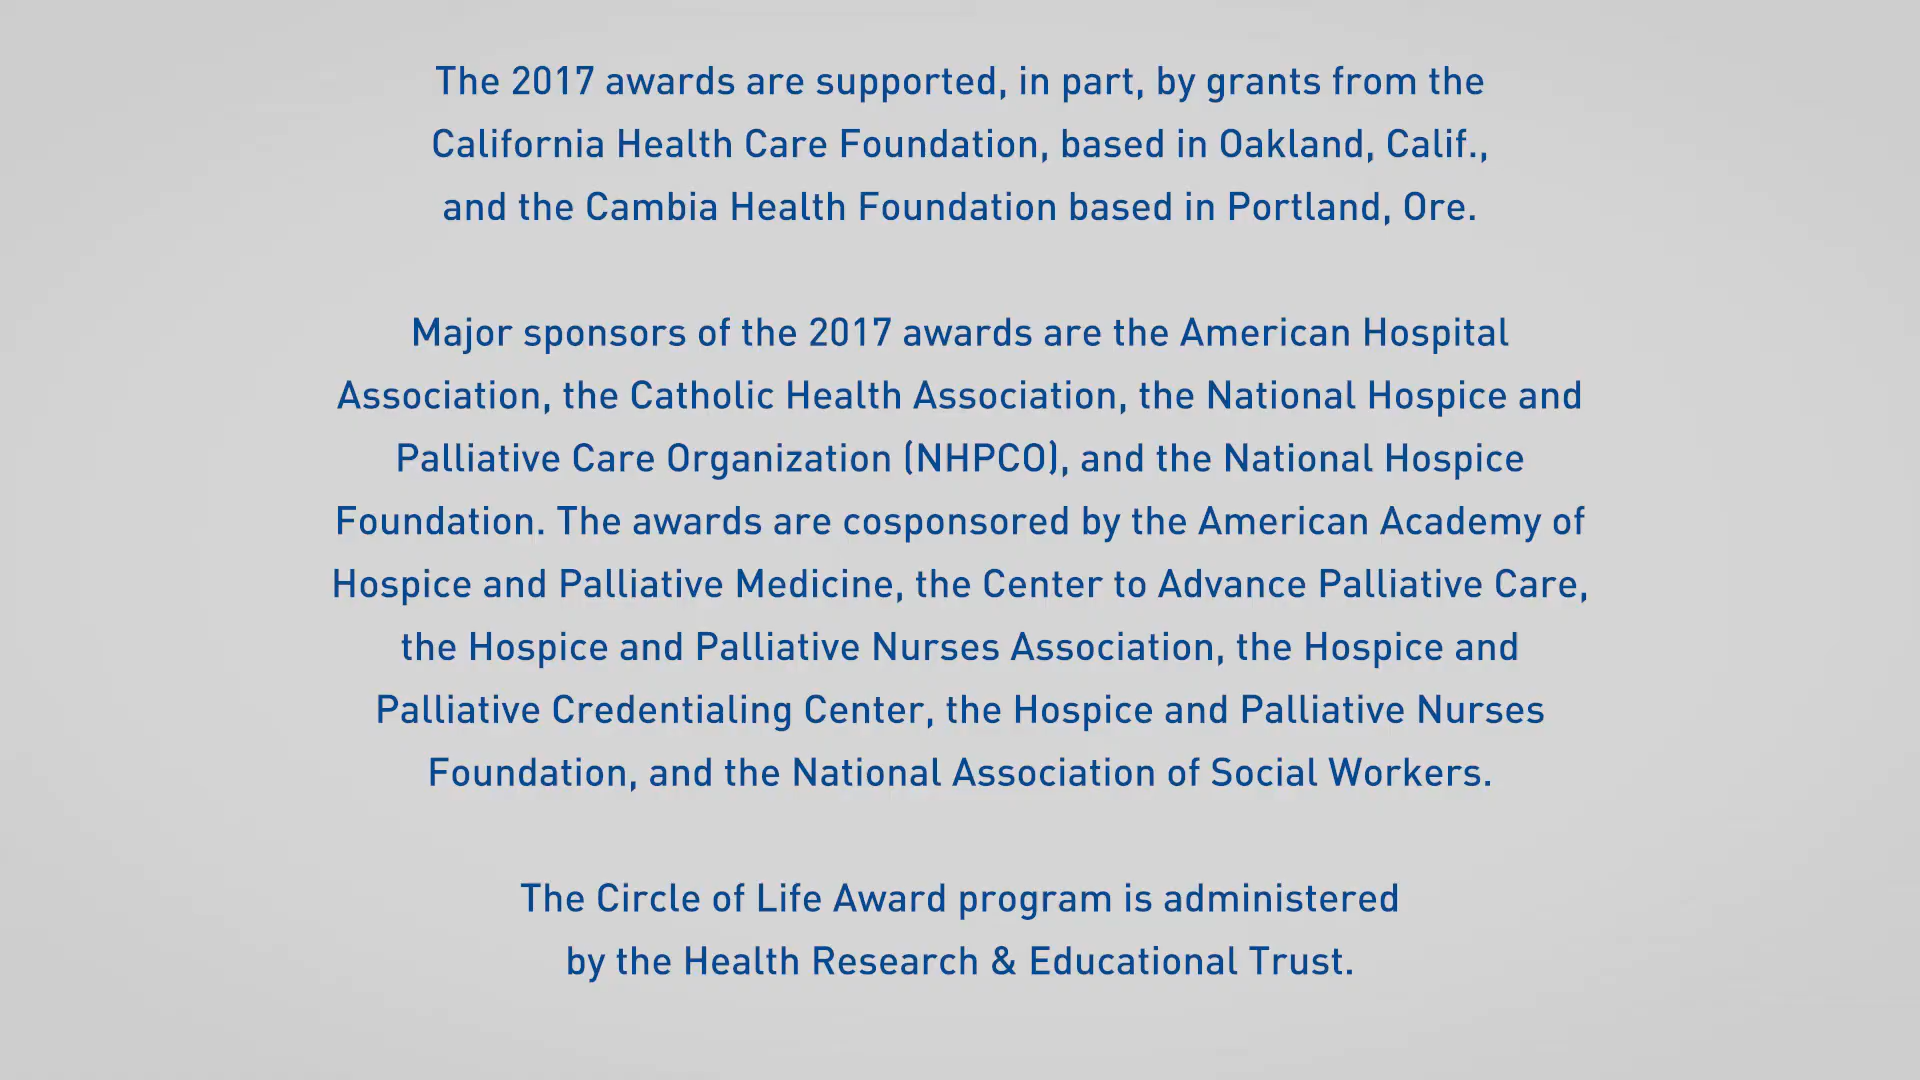 The 2017 awards are supported, in part, by grants from the
California Health Care Foundation, based in Oakland, Calif.,
and the Cambia Health Foundation based in Portland, Ore.
Major sponsors of the 2017 awards are the American Hospital
Association, the Catholic Health Association, the National Hospice and
Palliative Care Organization (NHPCO), and the National Hospice
Foundation. The awards are cosponsored by the American Academy of
Hospice and Palliative Medicine, the Center to Advance Palliative Care,
the Hospice and Palliative Nurses Association, the Hospice and
Palliative Credentialing Center, the Hospice and Palliative Nurses
Foundation, and the National Association of Social Workers.
The Circle of Life Award program is administered
by the Health Research & Educational Trust.